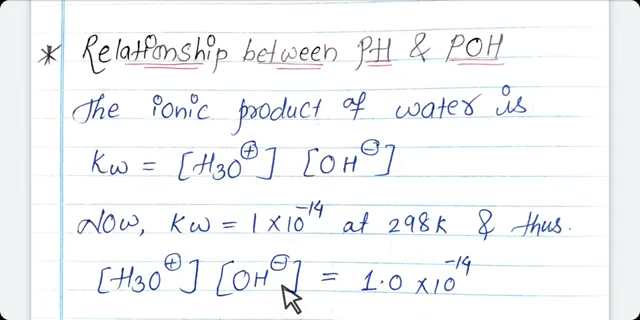 * Relationship between PH & POH
The ionic product of water is
Kw = [H3O⊕] [OH⊖]
Now, Kw = 1 × 10⁻¹⁴ at 298K & thus.
[H3O⊕] [OH⊖] = 1.0 × 10⁻¹⁴